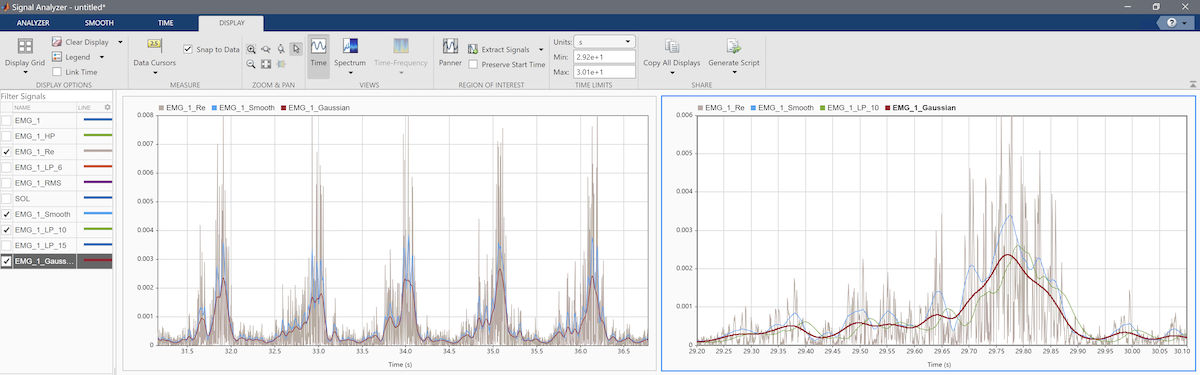 Signal Analyzer - untitled*
ANALYZER SMOOTH TIME DISPLAY
?
Display Grid
Clear Display
Legend
Link Time
DISPLAY OPTIONS
Data Cursors
Snap to Data
MEASURE
ZOOM & PAN
Time
Spectrum
Time-Frequency
VIEWS
Panner
Extract Signals
Preserve Start Time
REGION OF INTEREST
Units: s
Min: 2.92e+1
Max: 3.01e+1
TIME LIMITS
Copy All Displays
Generate Script
SHARE
Filter Signals
NAME LINE
EMG_1
EMG_1_HP
EMG_1_Re
EMG_1_LP_6
EMG_1_RMS
SOL
EMG_1_Smooth
EMG_1_LP_10
EMG_1_LP_15
EMG_1_Gauss...
EMG_1_Re EMG_1_Smooth EMG_1_Gaussian
0.008
0.007
0.006
0.005
0.004
0.003
0.002
0.001
0
31.5 32.0 32.5 33.0 33.5 34.0 34.5 35.0 35.5 36.0 36.5
Time (s)
EMG_1_Re EMG_1_Smooth EMG_1_LP_10 EMG_1_Gaussian
0.006
0.005
0.004
0.003
0.002
0.001
0
29.20 29.25 29.30 29.35 29.40 29.45 29.50 29.55 29.60 29.65 29.70 29.75 29.80 29.85 29.90 29.95 30.00 30.05 30.10
Time (s)